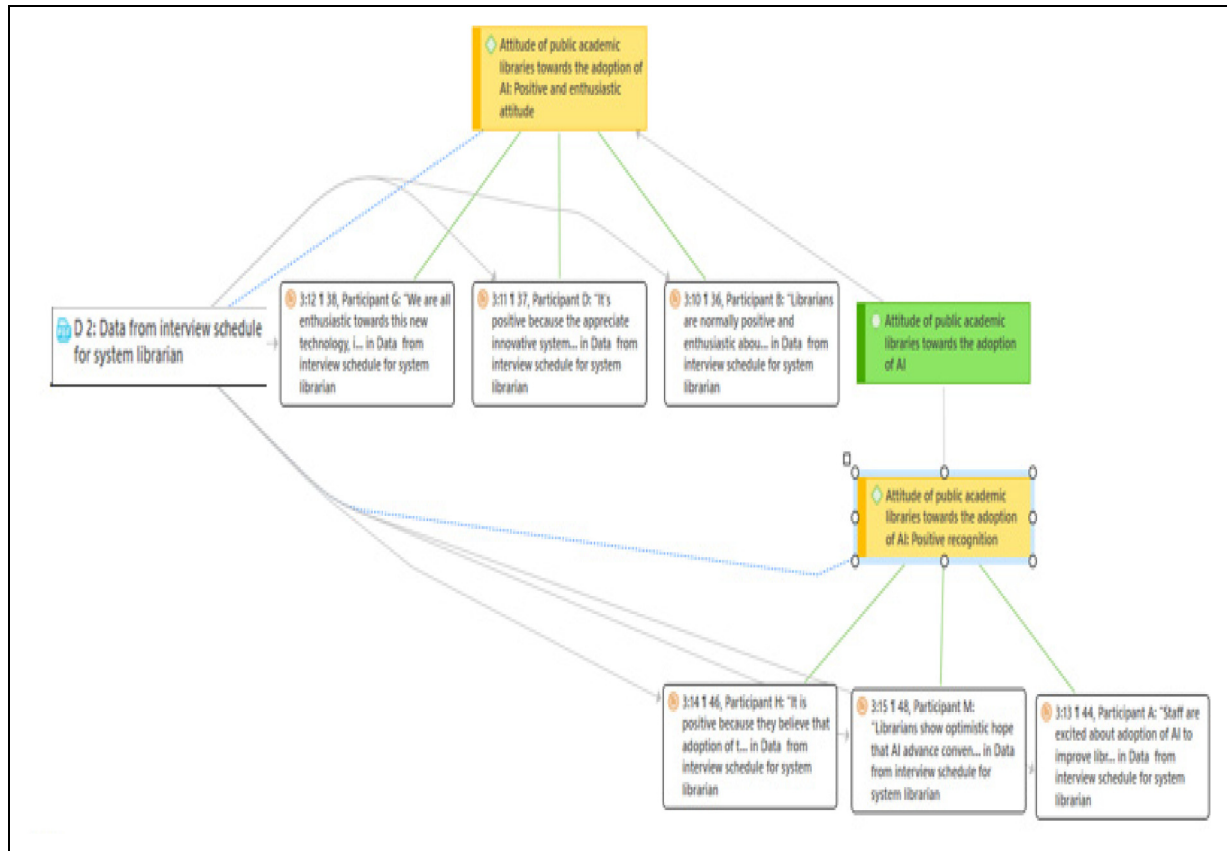 Attitude of public academic
libraries towards the adoption of
AI: Positive and enthusiastic
attitude
D 2: Data from interview schedule
for system librarian
3:12 ¶ 38, Participant G: "We are all
enthusiastic towards this new
technology, i... in Data from
interview schedule for system
librarian
3:11 ¶ 37, Participant D: "It's
positive because the appreciate
innovative system... in Data from
interview schedule for system
librarian
3:10 ¶ 36, Participant B: "Librarians
are normally positive and
enthusiastic abou... in Data from
interview schedule for system
librarian
Attitude of public academic
libraries towards the adoption
of AI
Attitude of public academic
libraries towards the adoption
of AI: Positive recognition
3:14 ¶ 46, Participant H: "It is
positive because they believe that
adoption of t... in Data from
interview schedule for system
librarian
3:15 ¶ 48, Participant M:
"Librarians show optimistic hope
that AI advance conven... in Data
from interview schedule for
system librarian
3:13 ¶ 44, Participant A: "Staff are
excited about adoption of AI to
improve libr... in Data from
interview schedule for system
librarian